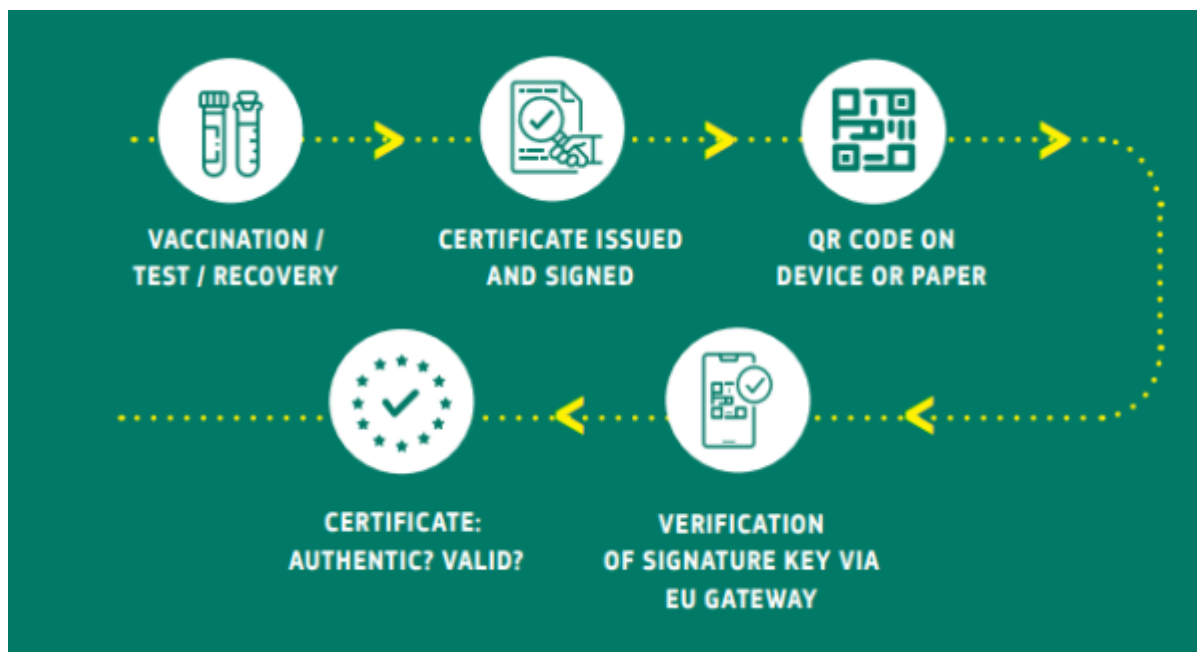 VACCINATION /
TEST / RECOVERY
CERTIFICATE ISSUED
AND SIGNED
QR CODE ON
DEVICE OR PAPER
VERIFICATION
OF SIGNATURE KEY VIA
EU GATEWAY
CERTIFICATE:
AUTHENTIC? VALID?